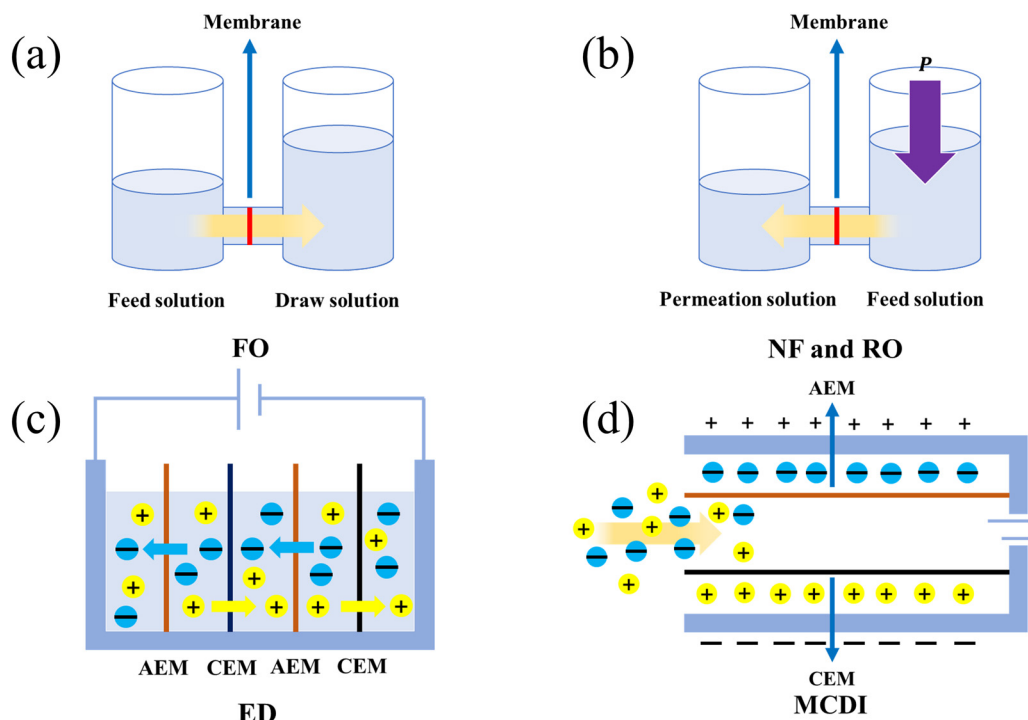 (a)
Membrane
Feed solution
Draw solution
FO
(b)
Membrane
P
Permeation solution
Feed solution
NF and RO
(c)
+ + +
− − −
− − − −
+ − − −
+ + + + +
−
AEM CEM AEM CEM
ED
(d)
AEM
+ + + + + + + +
− − − − − − − −
+ − + −
+ + −
− − − +
+
+ + + + + + + +
− − − − − − − −
CEM
MCDI